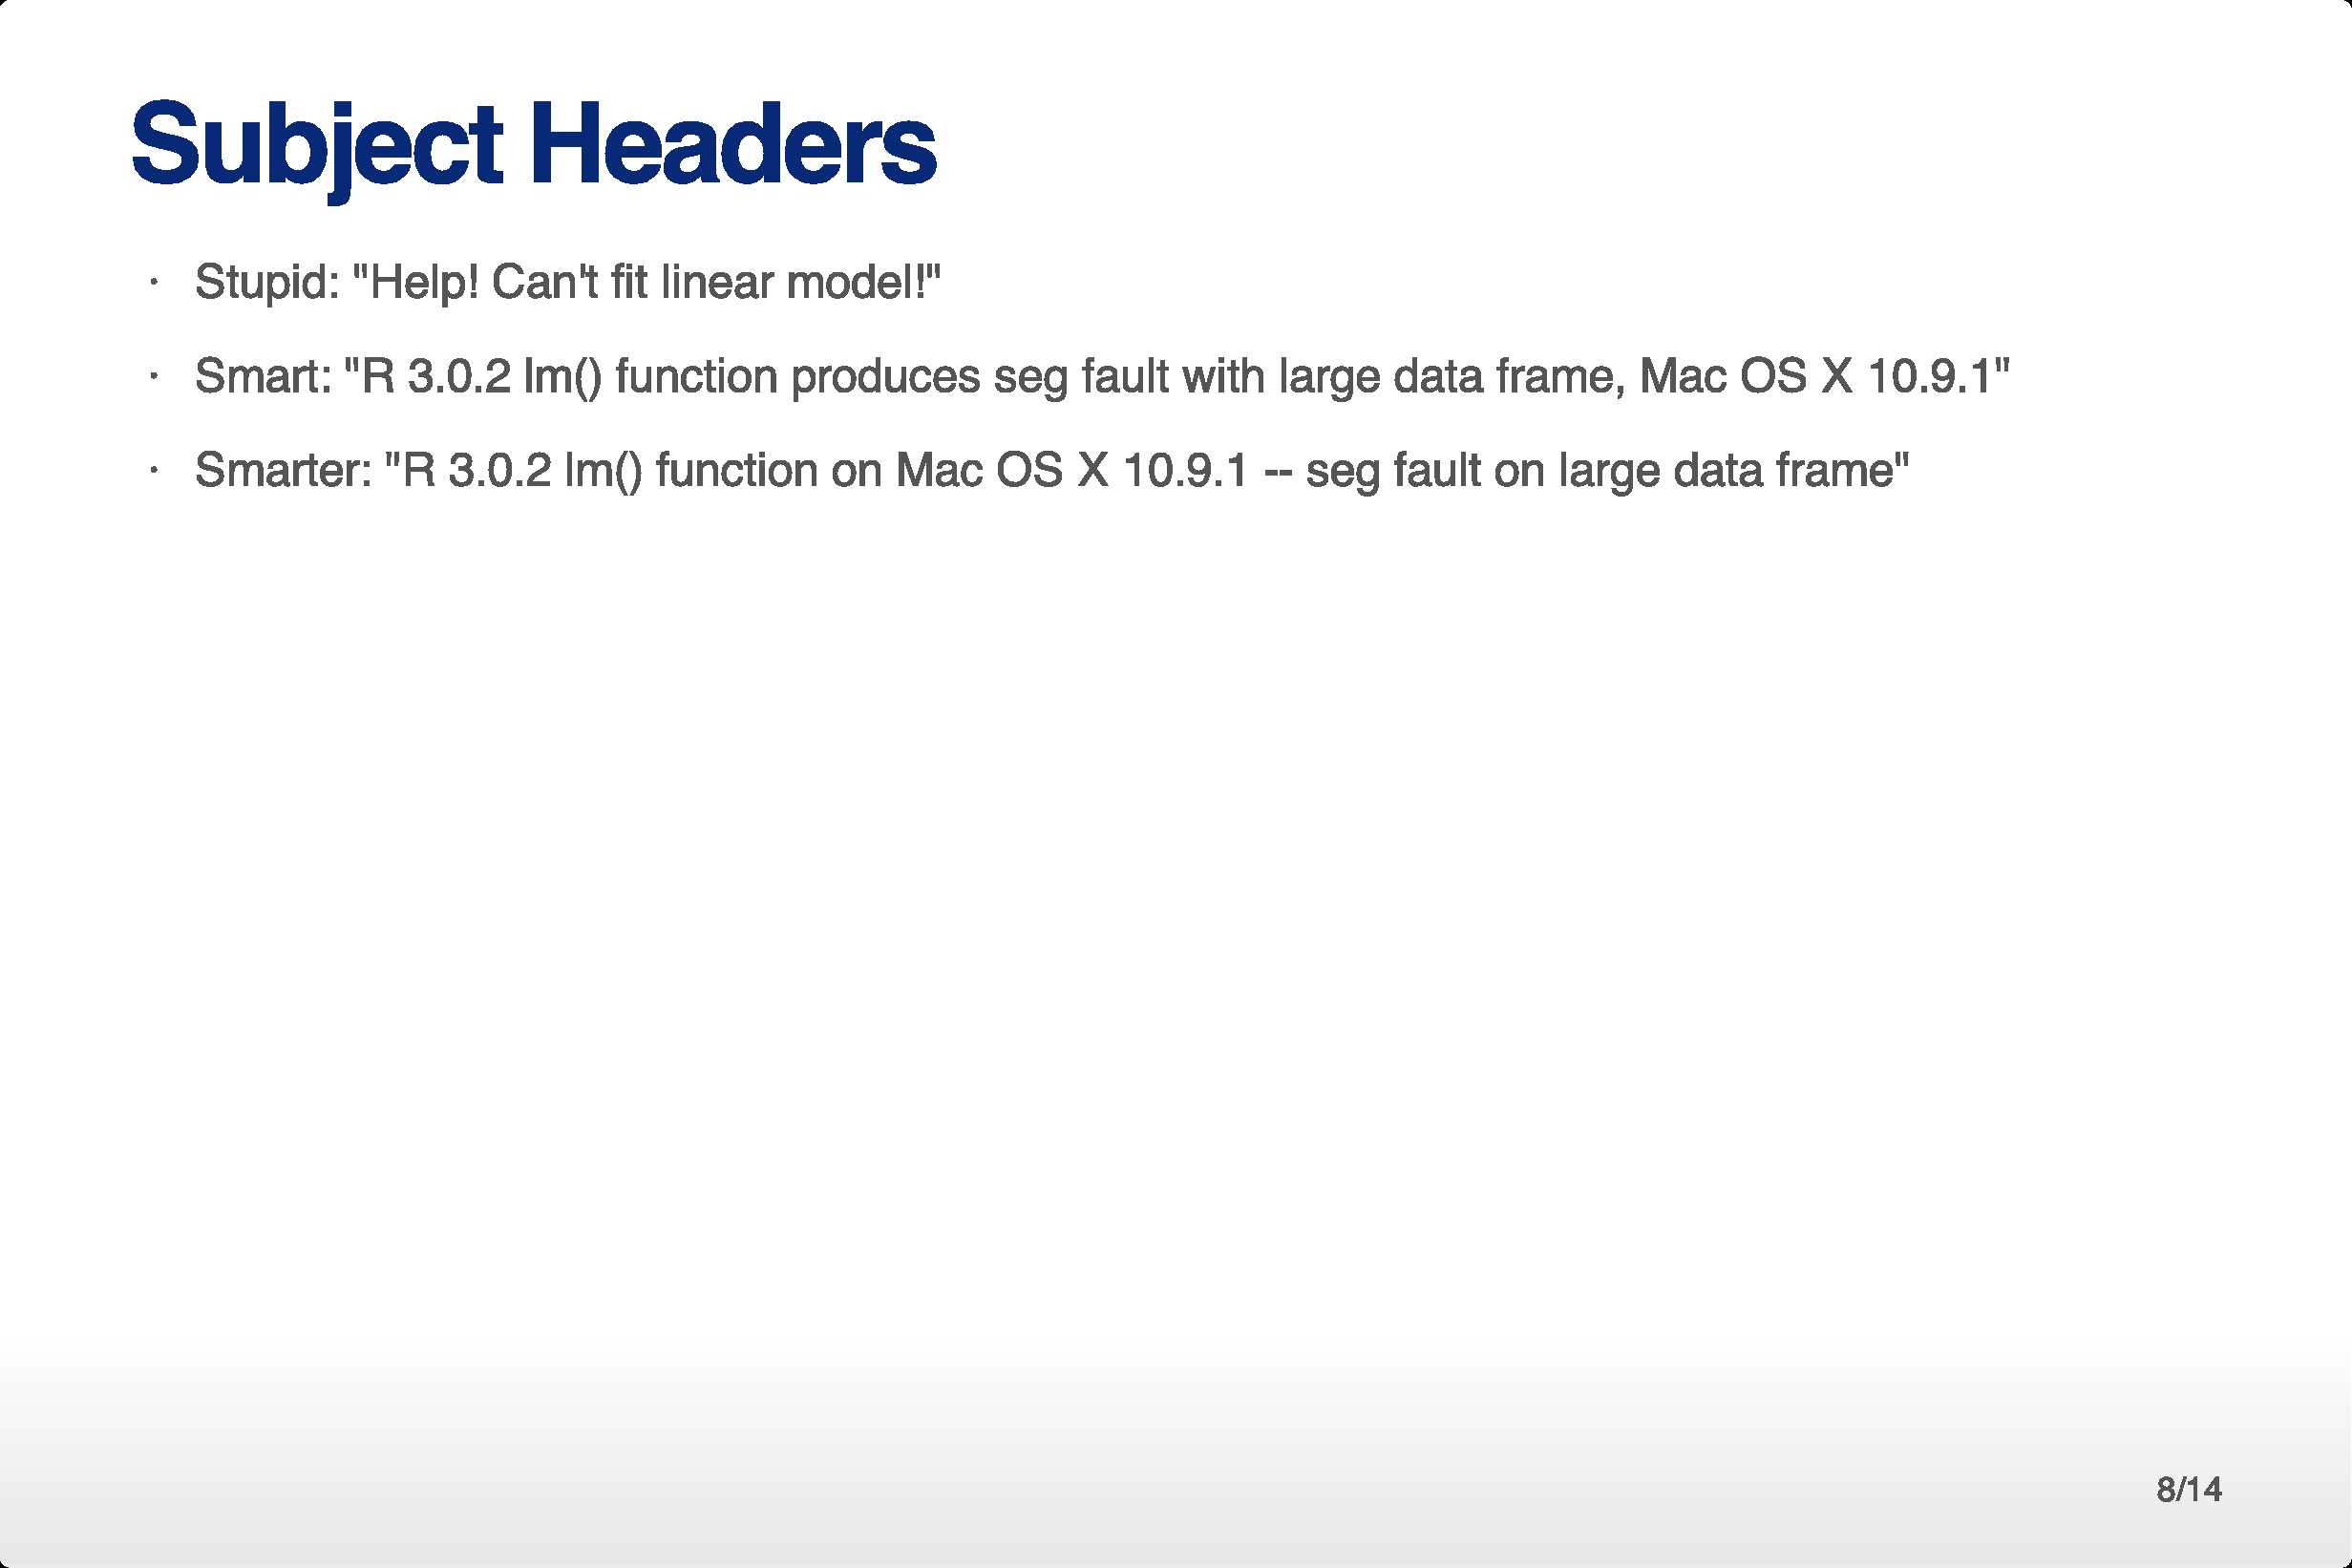 Subject Headers
· Stupid: "Help! Can't fit linear model!"
· Smart: "R 3.0.2 lm() function produces seg fault with large data frame, Mac OS X 10.9.1"
· Smarter: "R 3.0.2 lm() function on Mac OS X 10.9.1 -- seg fault on large data frame"
8/14